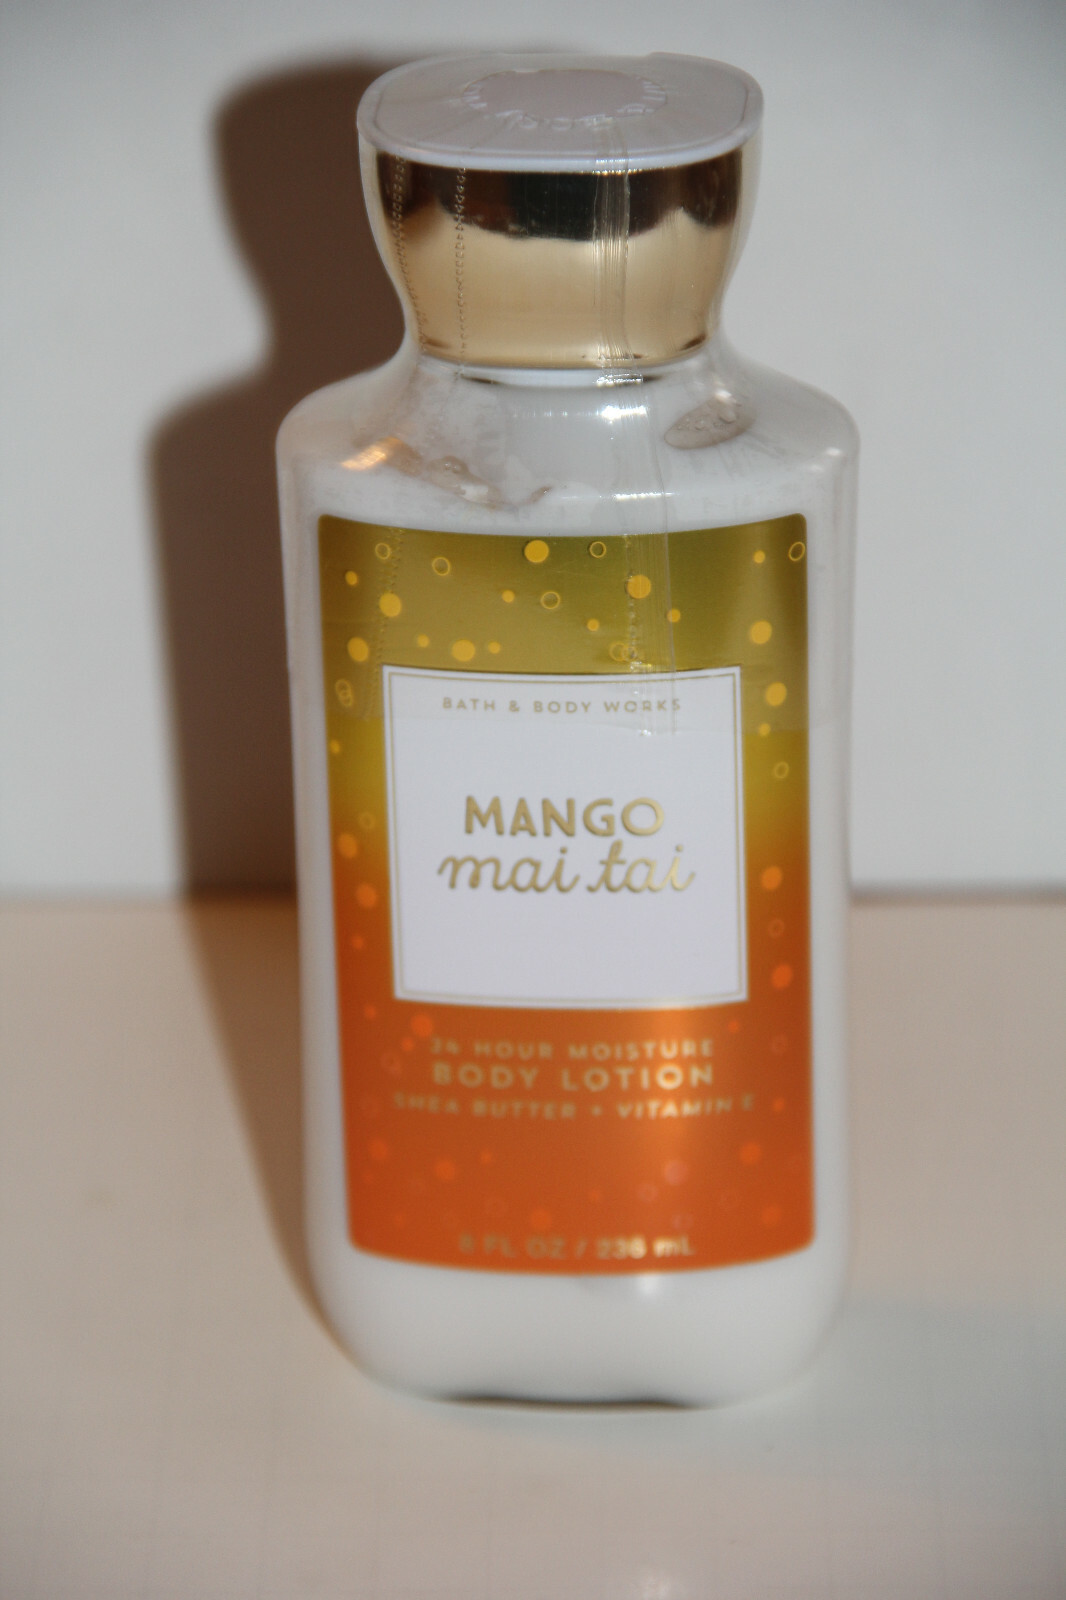 BATH & BODY WORKS
MANGO
mai tai
24 HOUR MOISTURE
BODY LOTION
SHEA BUTTER + VITAMIN E
8 FL OZ / 236 mL